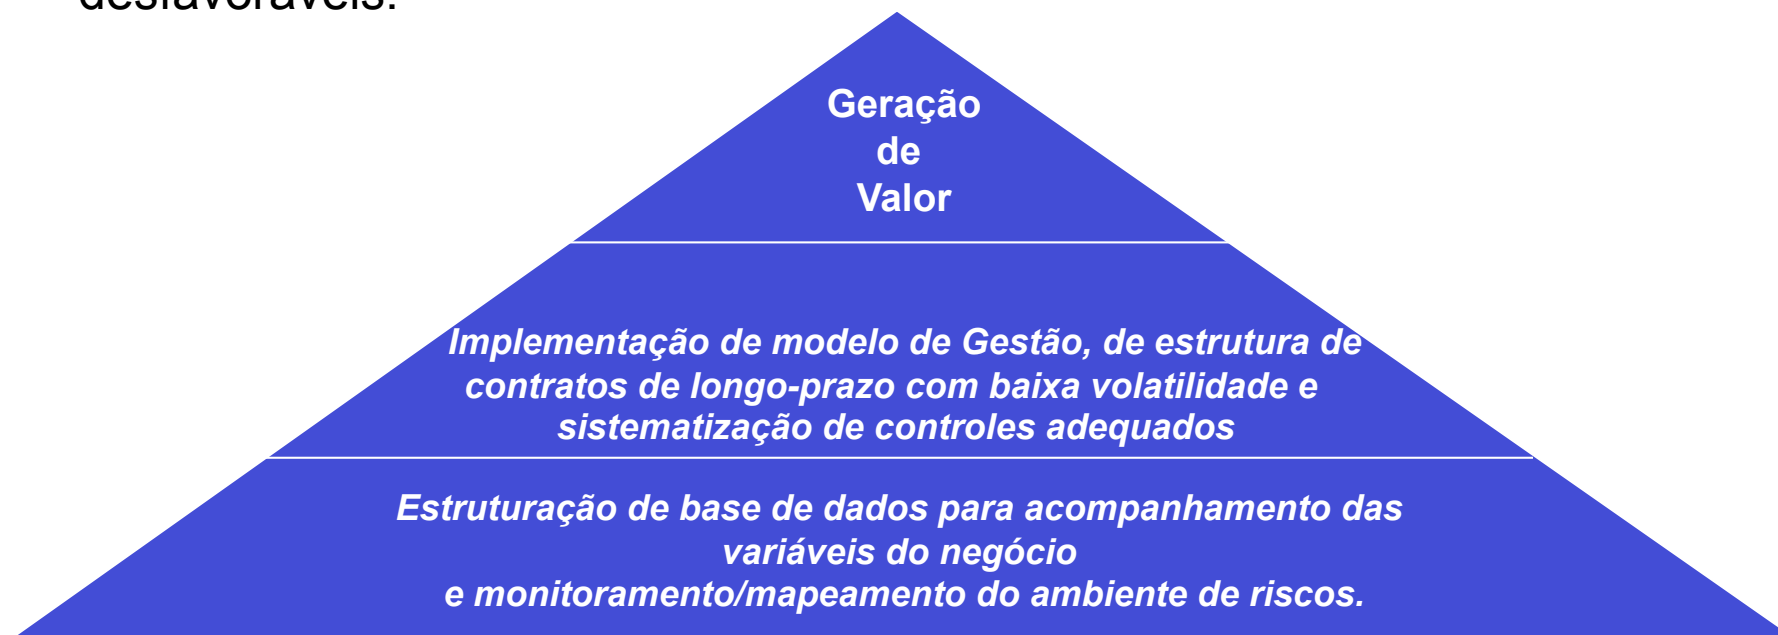 desfavoráveis.
Geração
de
Valor
Implementação de modelo de Gestão, de estrutura de
contratos de longo-prazo com baixa volatilidade e
sistematização de controles adequados
Estruturação de base de dados para acompanhamento das
variáveis do negócio
e monitoramento/mapeamento do ambiente de riscos.